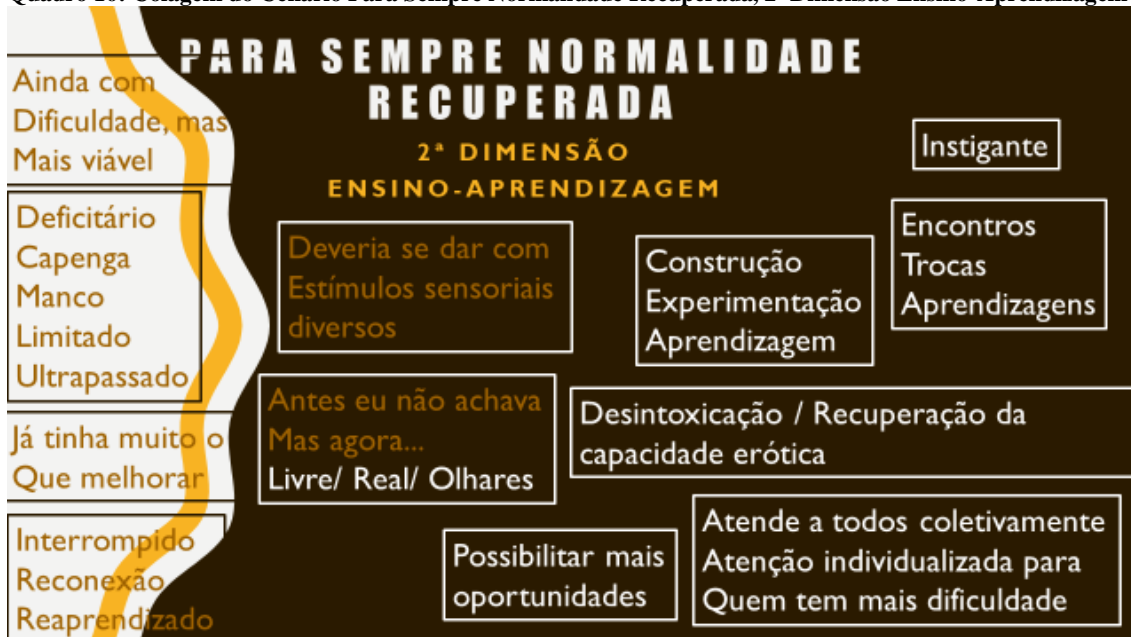 PARA SEMPRE NORMALIDADE
RECUPERADA
2ª DIMENSÃO
ENSINO-APRENDIZAGEM
Ainda com
Dificuldade, mas
Mais viável
Deficitário
Capenga
Manco
Limitado
Ultrapassado
Já tinha muito o
Que melhorar
Interrompido
Reconexão
Reaprendizado
Deveria se dar com
Estímulos sensoriais
diversos
Antes eu não achava
Mas agora...
Livre/ Real/ Olhares
Construção
Experimentação
Aprendizagem
Instigante
Encontros
Trocas
Aprendizagens
Desintoxicação / Recuperação da
capacidade erótica
Possibilitar mais
oportunidades
Atende a todos coletivamente
Atenção individualizada para
Quem tem mais dificuldade